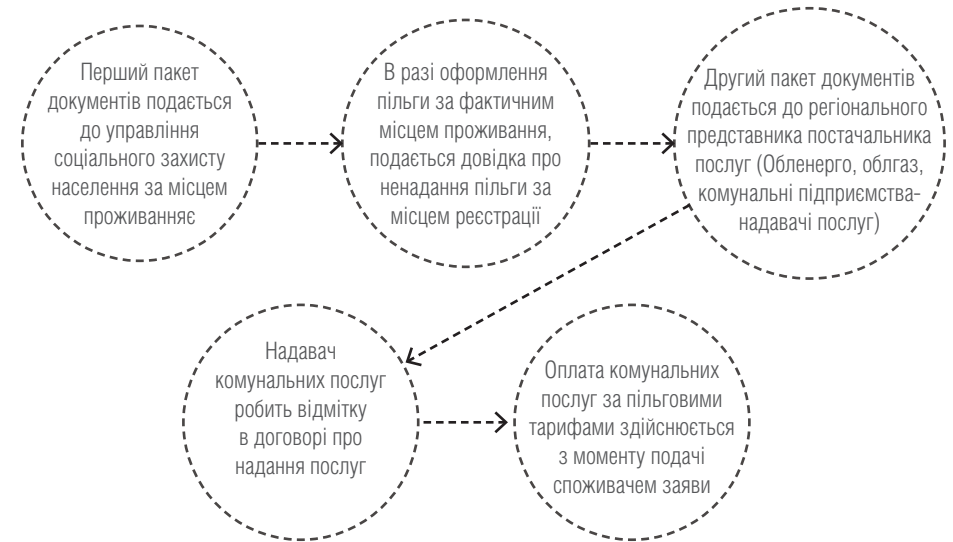 Перший пакет
документів подається
до управління
соціального захисту
населення за місцем
проживанняє
В разі оформлення
пільги за фактичним
місцем проживання,
подається довідка про
ненадання пільги за
місцем реєстрації
Другий пакет документів
подається до регіонального
представника постачальника
послуг (Обленерго, облгаз,
комунальні підприємства-
надавачі послуг)
Надавач
комунальних послуг
робить відмітку
в договорі про
надання послуг
Оплата комунальних
послуг за пільговими
тарифами здійснюється
з моменту подачі
споживачем заяви